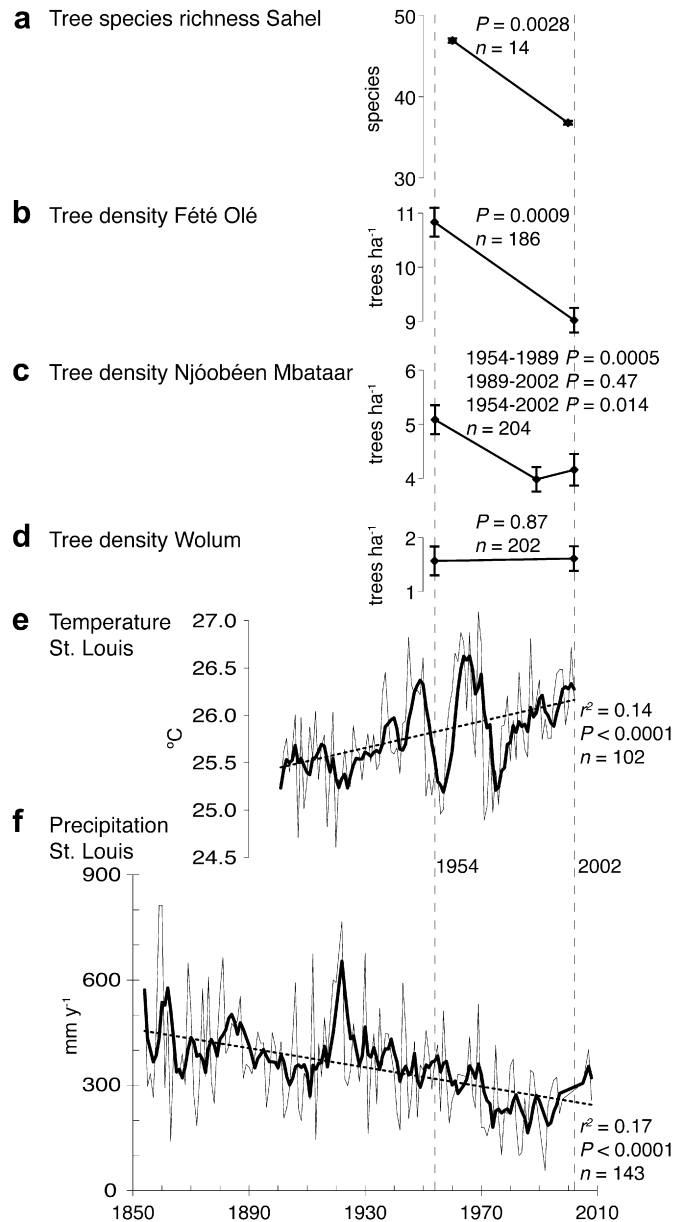 a Tree species richness Sahel
50
P = 0.0028
n = 14
40
species
30
b Tree density Fété Olé
11
P = 0.0009
n = 186
10
trees ha-1
9
c Tree density Njóobéen Mbataar
1954-1989 P = 0.0005
6
1989-2002 P = 0.47
1954-2002 P = 0.014
n = 204
5
trees ha-1
4
d Tree density Wolum
P = 0.87
n = 202
2
trees ha-1
1
e Temperature
St. Louis
27.0
26.5
26.0
25.5
25.0
24.5
ºC
r² = 0.14
P < 0.0001
n = 102
f Precipitation
St. Louis
1954
2002
900
600
300
0
mm y-1
r² = 0.17
P < 0.0001
n = 143
1850 1890 1930 1970 2010